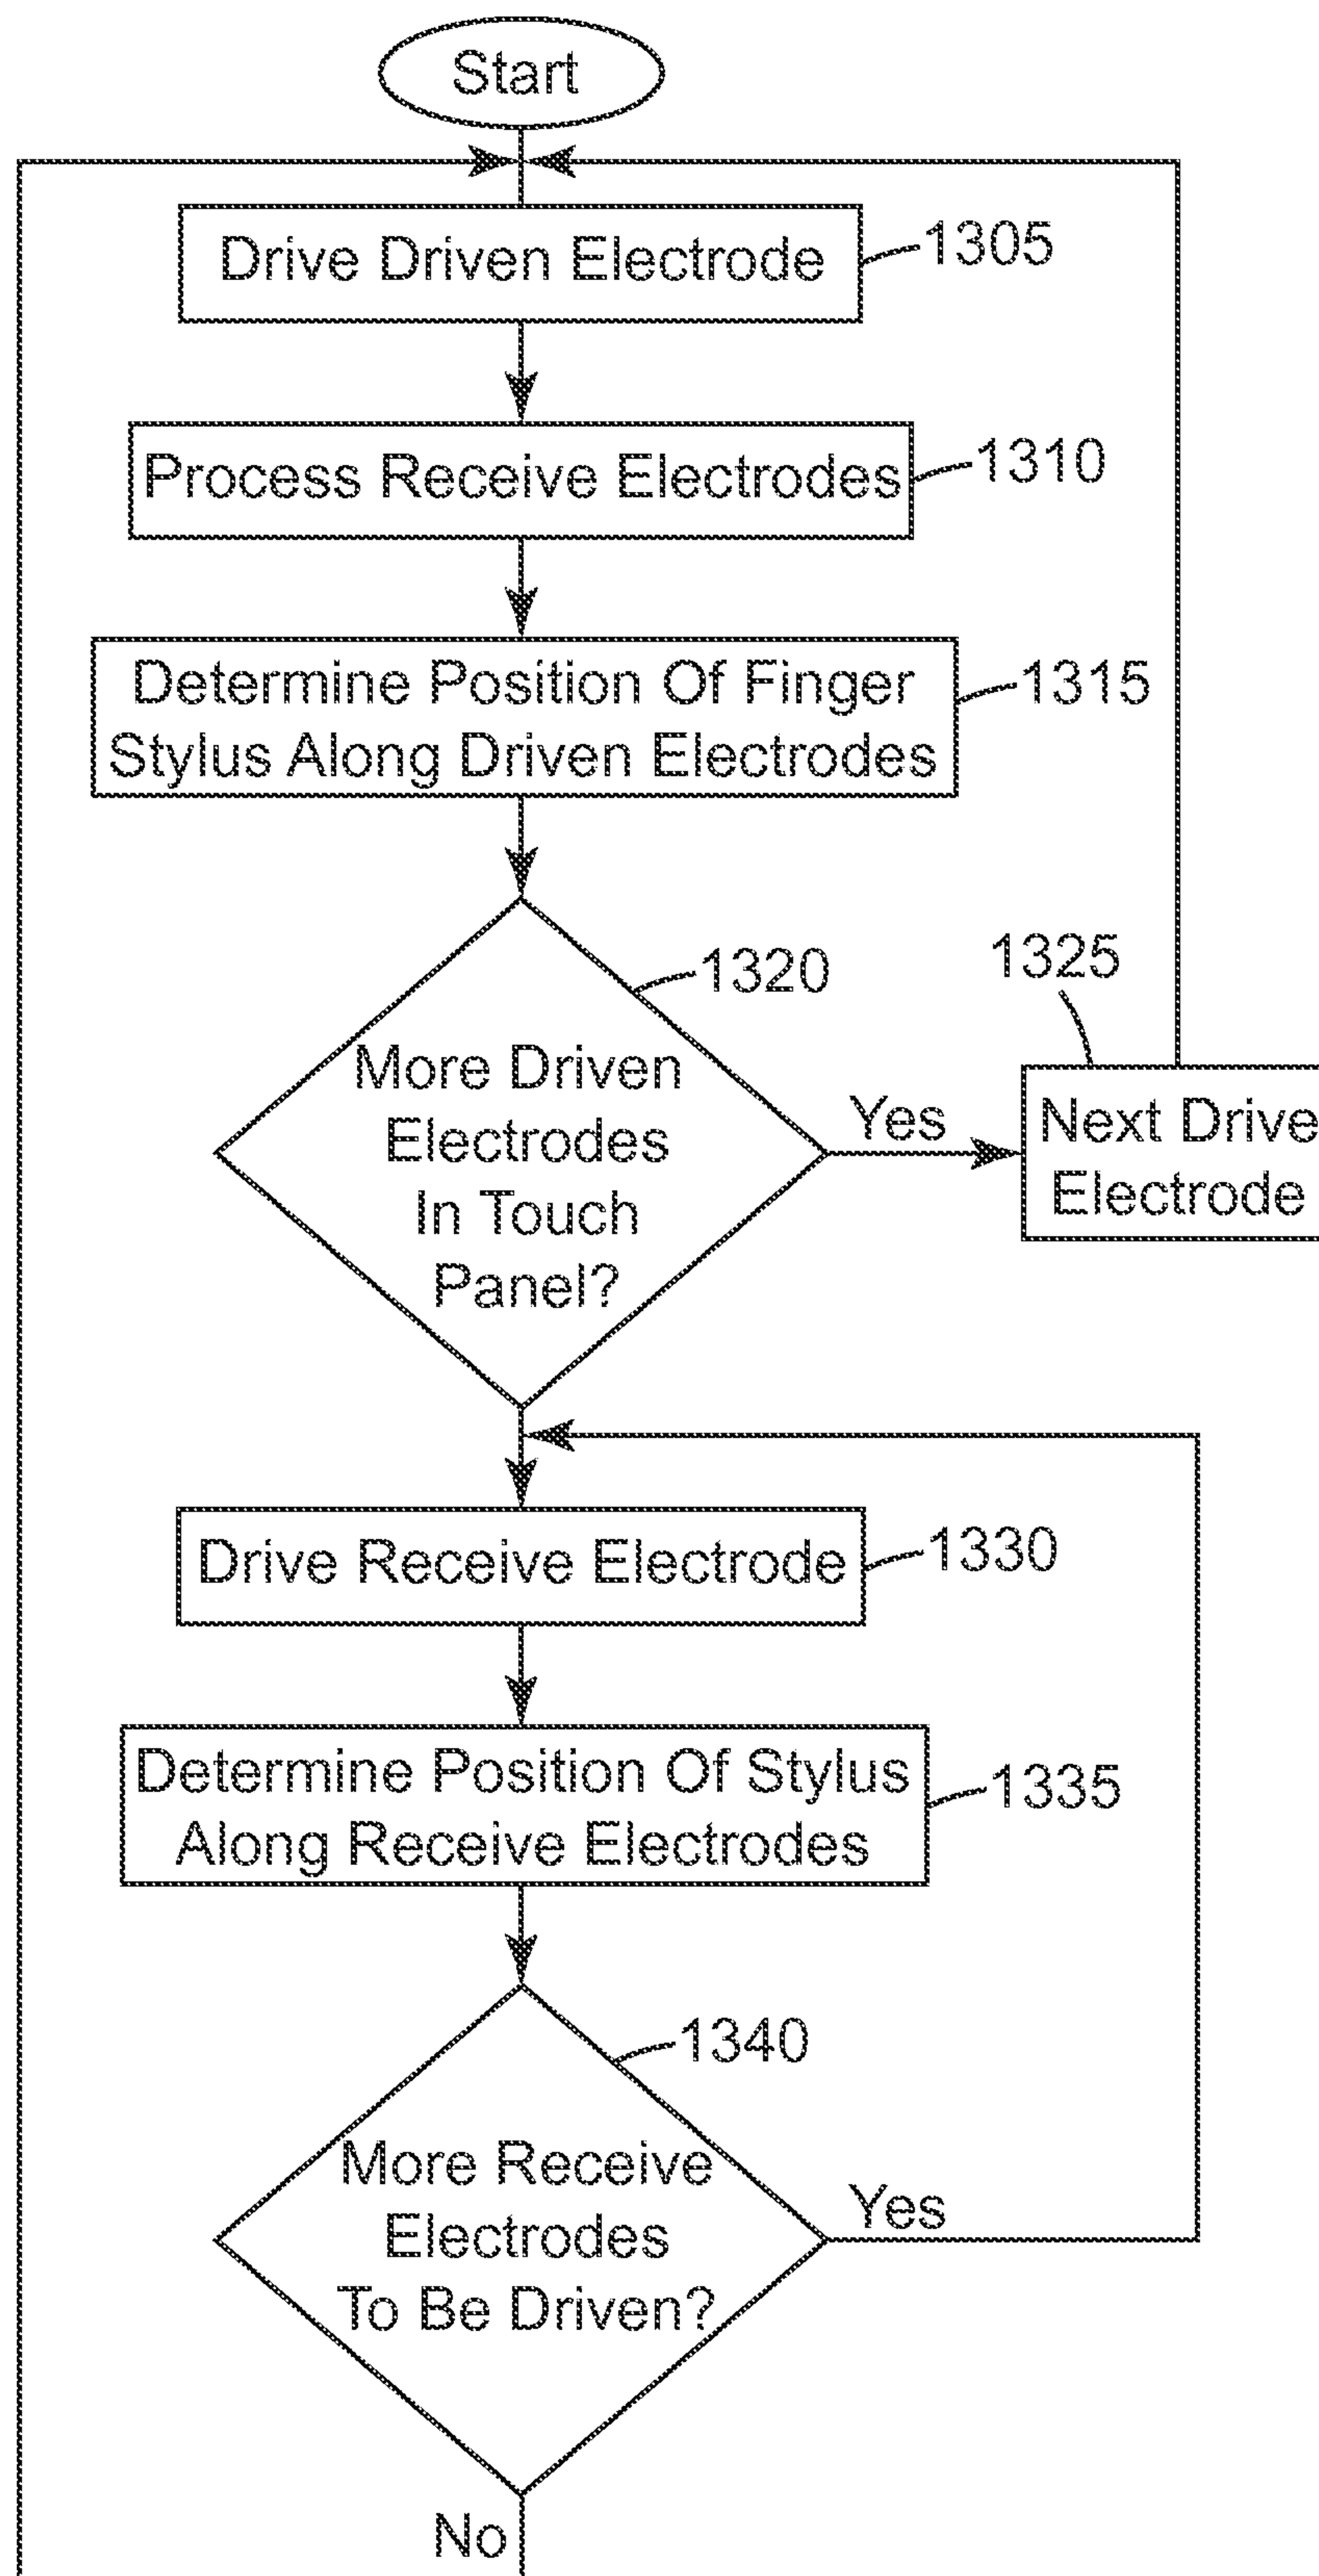 Start
Drive Driven Electrode
1305
Process Receive Electrodes
1310
Determine Position Of Finger
Stylus Along Driven Electrodes
1315
1320
More Driven
Electrodes
In Touch
Panel?
Yes
1325
Next Drive
Electrode
Drive Receive Electrode
1330
Determine Position Of Stylus
Along Receive Electrodes
1335
1340
More Receive
Electrodes
To Be Driven?
Yes
No